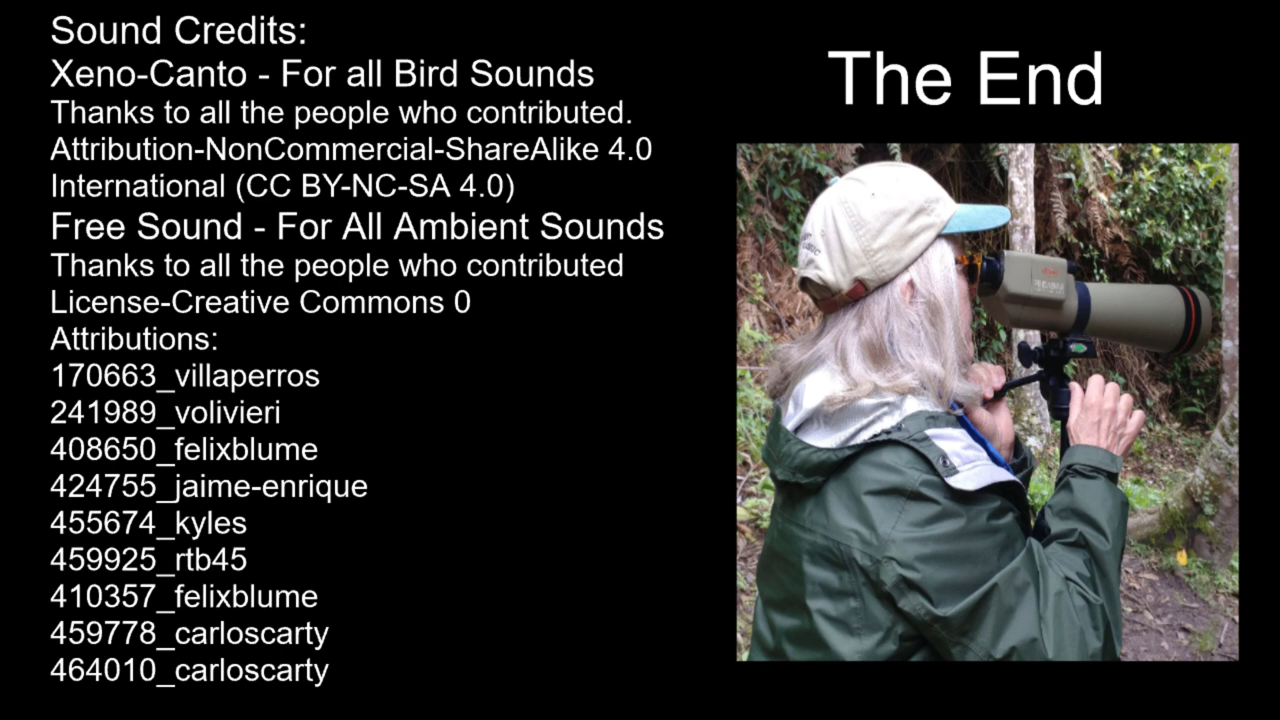 Sound Credits:
Xeno-Canto - For all Bird Sounds
Thanks to all the people who contributed.
Attribution-NonCommercial-ShareAlike 4.0
International (CC BY-NC-SA 4.0)
Free Sound - For All Ambient Sounds
Thanks to all the people who contributed
License-Creative Commons 0
Attributions:
170663_villaperros
241989_volivieri
408650_felixblume
424755_jaime-enrique
455674_kyles
459925_rtb45
410357_felixblume
459778_carloscarty
464010_carloscarty
The End